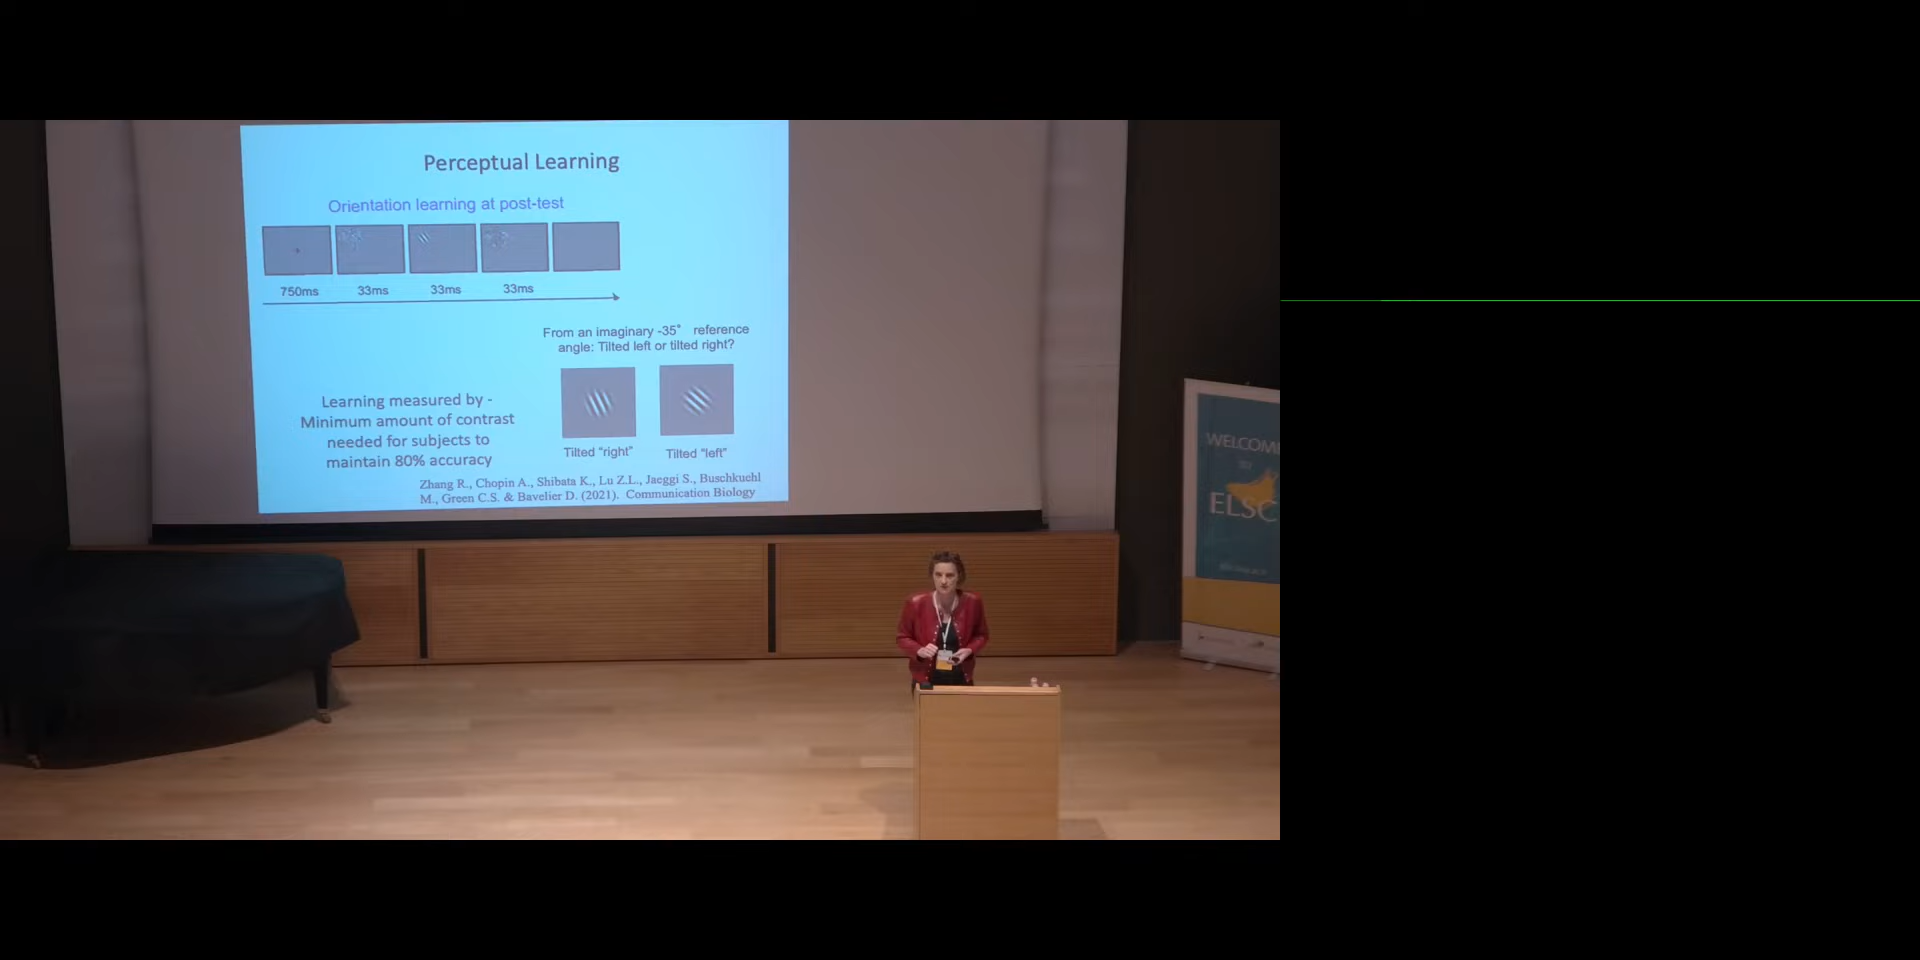 Perceptual Learning
Orientation learning at post-test
750ms 33ms 33ms 33ms
From an imaginary -35° reference
angle: Tilted left or tilted right?
Learning measured by -
Minimum amount of contrast
needed for subjects to
maintain 80% accuracy
Tilted "right" Tilted "left"
Zhang R., Chopin A., Shibata K., Lu Z.L., Jaeggi S., Buschkuehl
M., Green C.S. & Bavelier D. (2021). Communication Biology
WELCOM
ELSC